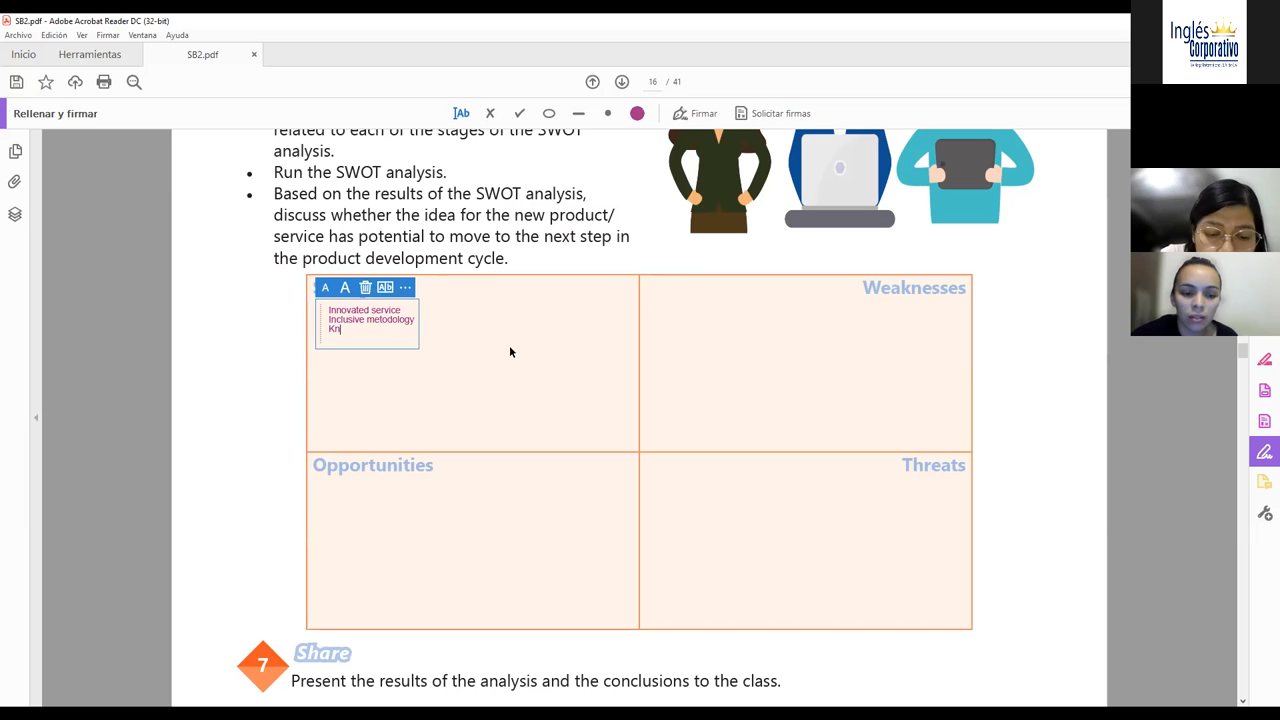 SB2.pdf - Adobe Acrobat Reader DC (32-bit)
Archivo Edición Ver Firmar Ventana Ayuda
Inicio Herramientas SB2.pdf ×
16 / 41
Rellenar y firmar
Ab
Firmar
Solicitar firmas
related to each of the stages of the SWOT
analysis.
• Run the SWOT analysis.
• Based on the results of the SWOT analysis,
discuss whether the idea for the new product/
service has potential to move to the next step in
the product development cycle.
A A Ab ...
Innovated service
Inclusive metodology
Kn
Weaknesses
Opportunities
Threats
7
Share
Present the results of the analysis and the conclusions to the class.
Inglés
Corporativo